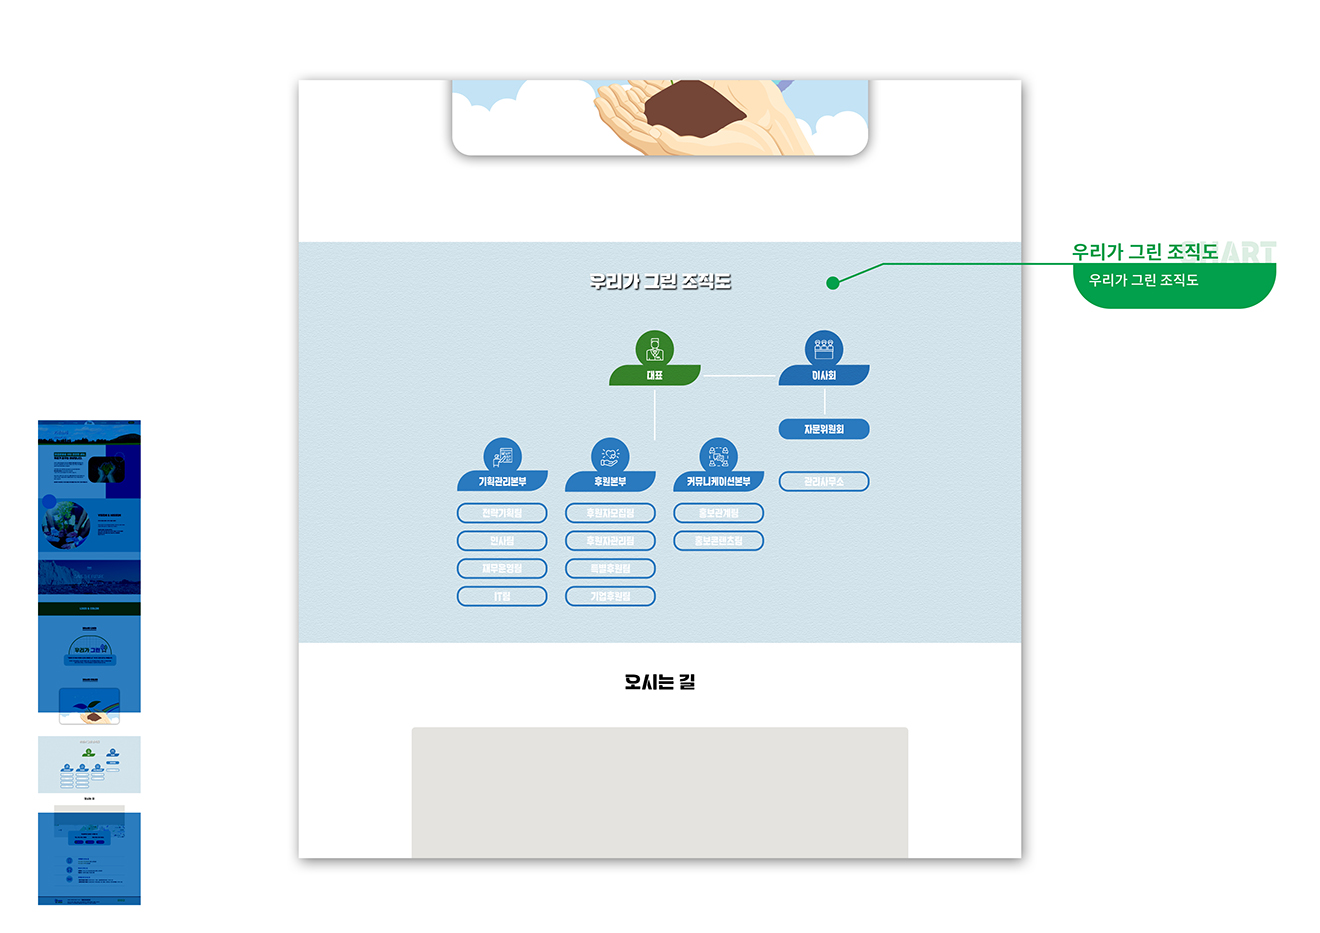 우리가 그린 조직도
우리가 그린 조직도
우리가 그린 조직도
대표
이사회
자문위원회
기획관리본부
후원본부
커뮤니케이션본부
관리사무소
전략기획팀
후원자모집팀
홍보관계팀
인사팀
후원자관리팀
홍보콘텐츠팀
재무운영팀
특별후원팀
IT팀
기업후원팀
오시는 길
우리가 그린